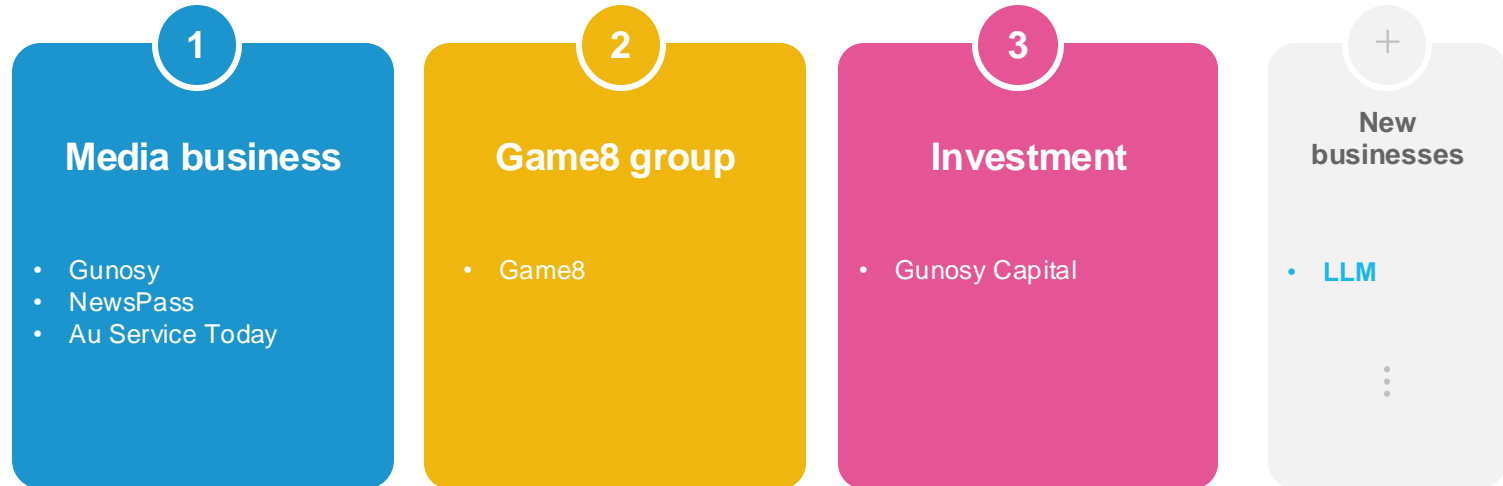 1
Media business
• Gunosy
• NewsPass
• Au Service Today
2
Game8 group
• Game8
3
Investment
• Gunosy Capital
+
New
businesses
• LLM
⋮